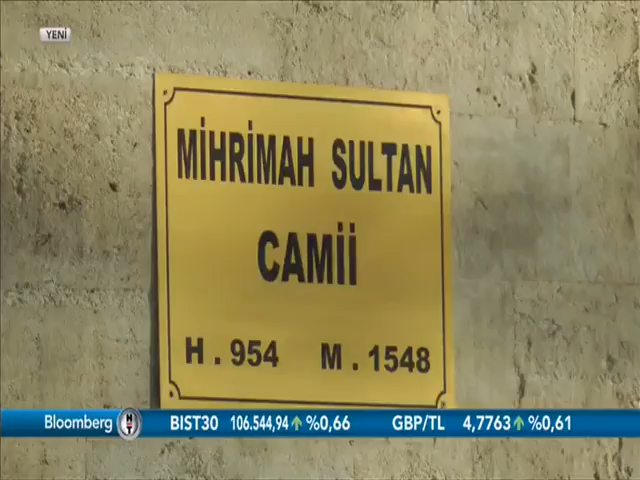 YENİ
MİHRİMAH SULTAN
CAMİİ
H . 954 M . 1548
Bloomberg HT BIST30 106.544,94 %0,66 GBP/TL 4,7763 %0,61